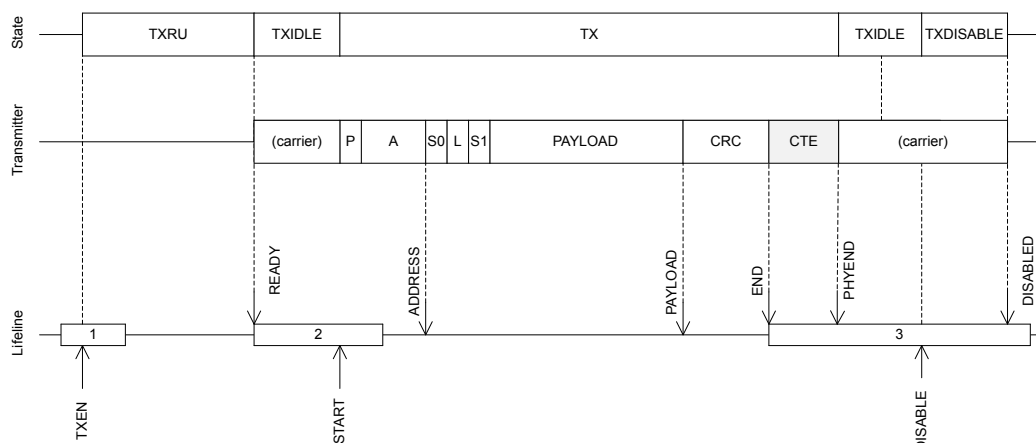 State
TXRU
TXIDLE
TX
TXIDLE
TXDISABLE
Transmitter
(carrier)
P
A
S0
L
S1
PAYLOAD
CRC
CTE
(carrier)
READY
ADDRESS
PAYLOAD
END
PHYEND
DISABLED
Lifeline
1
2
3
TXEN
START
DISABLE